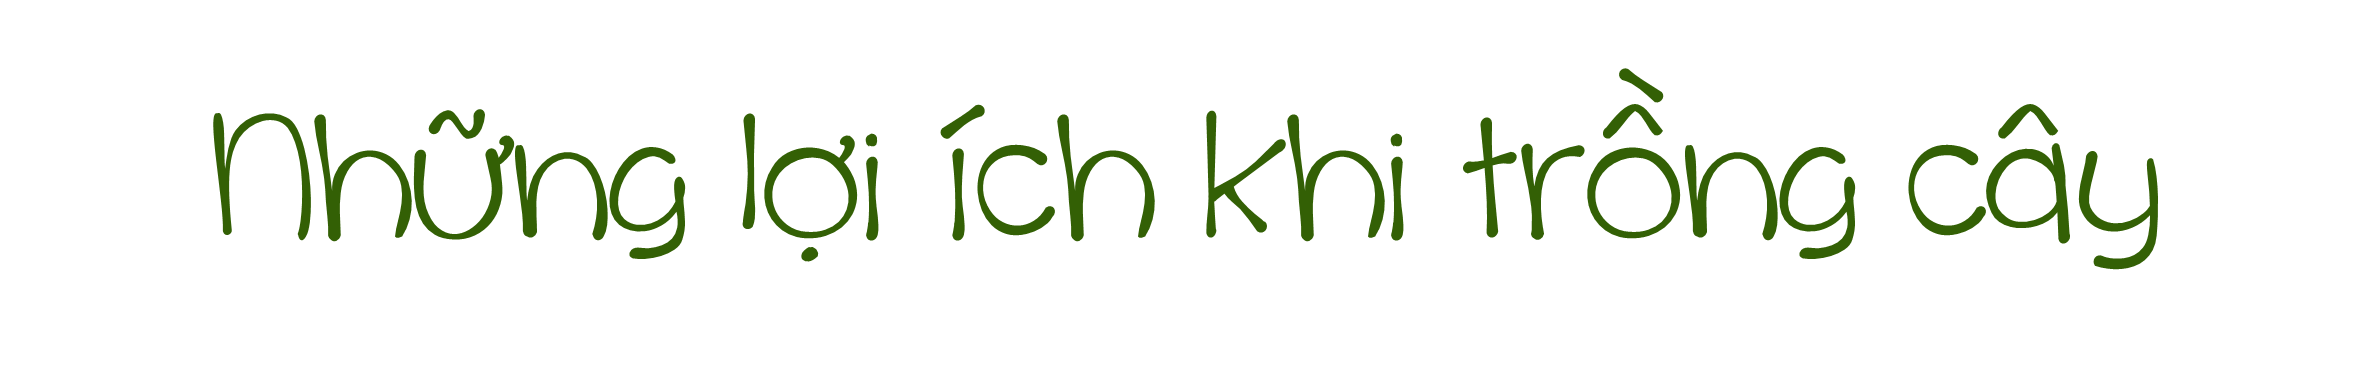 Những lợi ích khi trồng cây